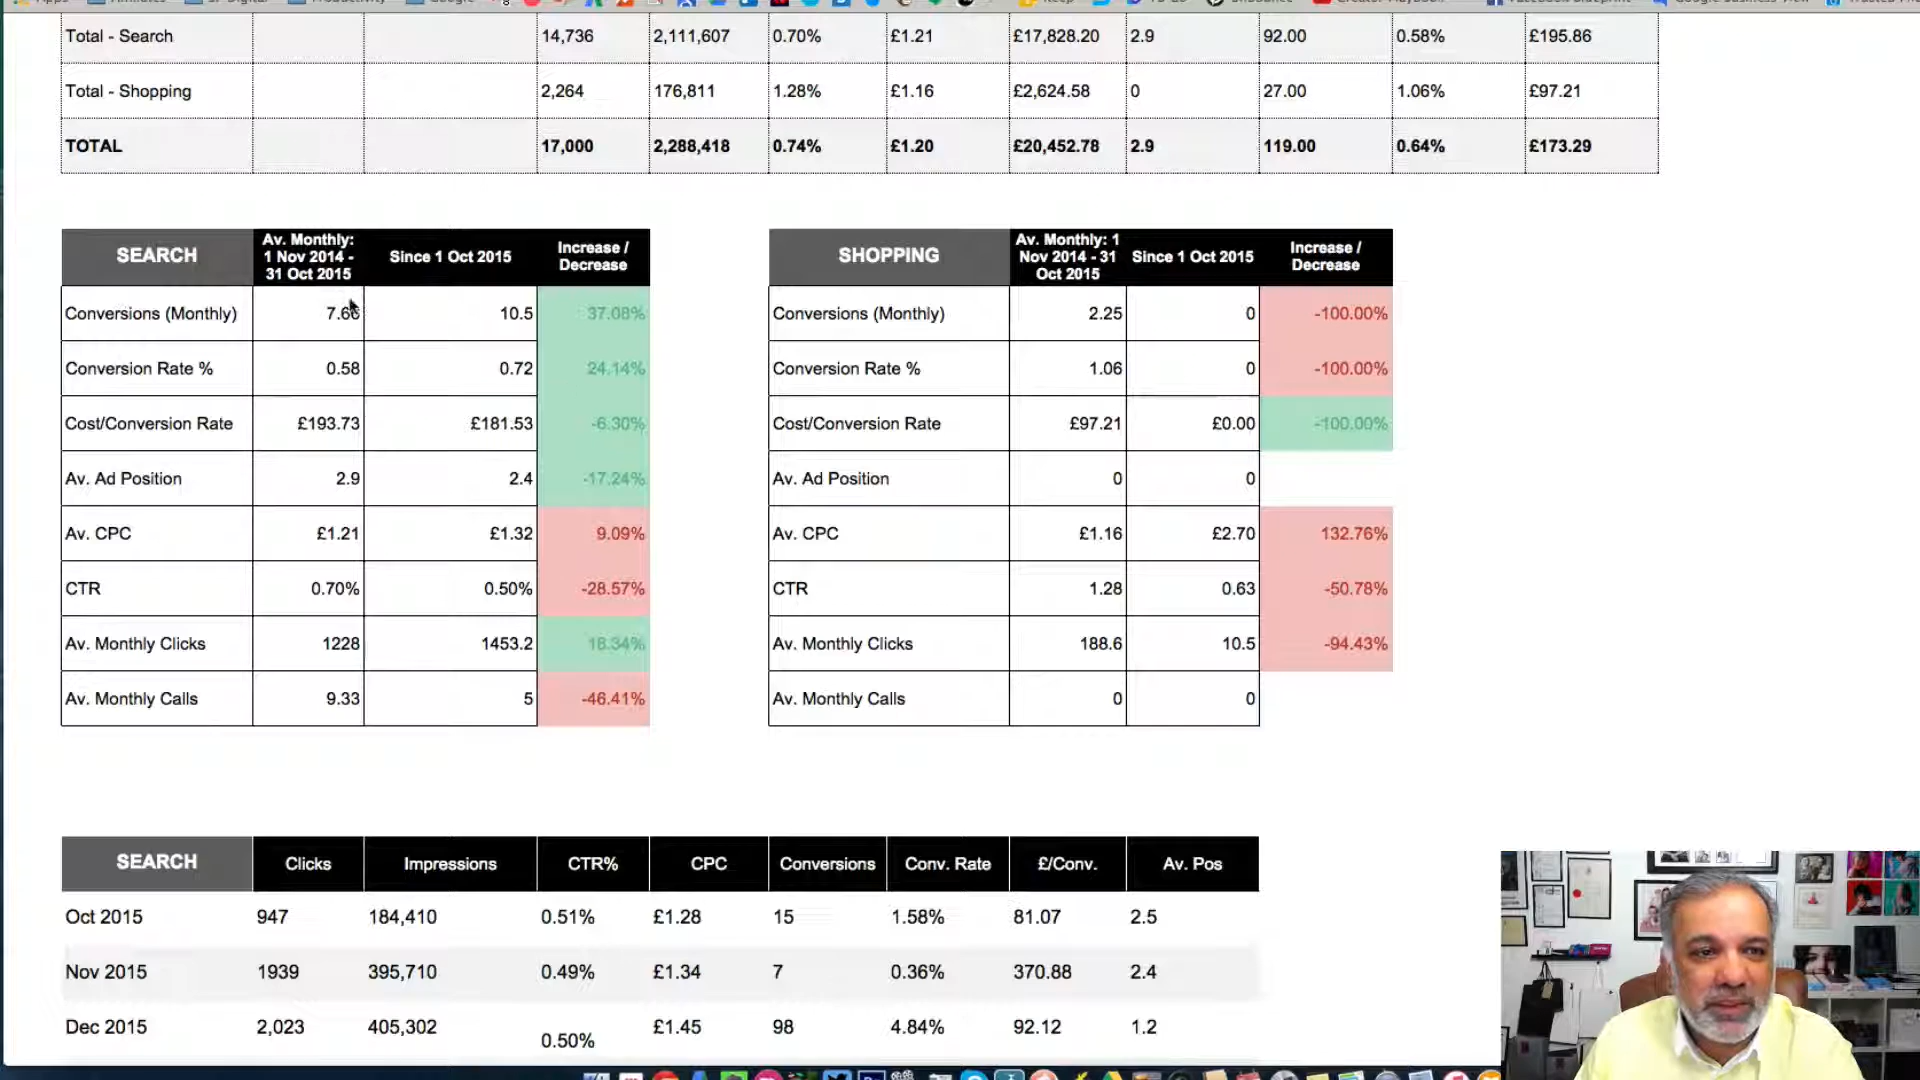 Total - Search 14,736 2,111,607 0.70% £1.21 £17,828.20 2.9 92.00 0.58% £195.86
Total - Shopping 2,264 176,811 1.28% £1.16 £2,624.58 0 27.00 1.06% £97.21
TOTAL 17,000 2,288,418 0.74% £1.20 £20,452.78 2.9 119.00 0.64% £173.29
SEARCH Av. Monthly: 1 Nov 2014 - 31 Oct 2015 Since 1 Oct 2015 Increase / Decrease
Conversions (Monthly) 7.66 10.5 37.08%
Conversion Rate % 0.58 0.72 24.14%
Cost/Conversion Rate £193.73 £181.53 -6.30%
Av. Ad Position 2.9 2.4 -17.24%
Av. CPC £1.21 £1.32 9.09%
CTR 0.70% 0.50% -28.57%
Av. Monthly Clicks 1228 1453.2 18.34%
Av. Monthly Calls 9.33 5 -46.41%
SHOPPING Av. Monthly: 1 Nov 2014 - 31 Oct 2015 Since 1 Oct 2015 Increase / Decrease
Conversions (Monthly) 2.25 0 -100.00%
Conversion Rate % 1.06 0 -100.00%
Cost/Conversion Rate £97.21 £0.00 -100.00%
Av. Ad Position 0 0
Av. CPC £1.16 £2.70 132.76%
CTR 1.28 0.63 -50.78%
Av. Monthly Clicks 188.6 10.5 -94.43%
Av. Monthly Calls 0 0
SEARCH Clicks Impressions CTR% CPC Conversions Conv. Rate £/Conv. Av. Pos
Oct 2015 947 184,410 0.51% £1.28 15 1.58% 81.07 2.5
Nov 2015 1939 395,710 0.49% £1.34 7 0.36% 370.88 2.4
Dec 2015 2,023 405,302 0.50% £1.45 98 4.84% 92.12 1.2